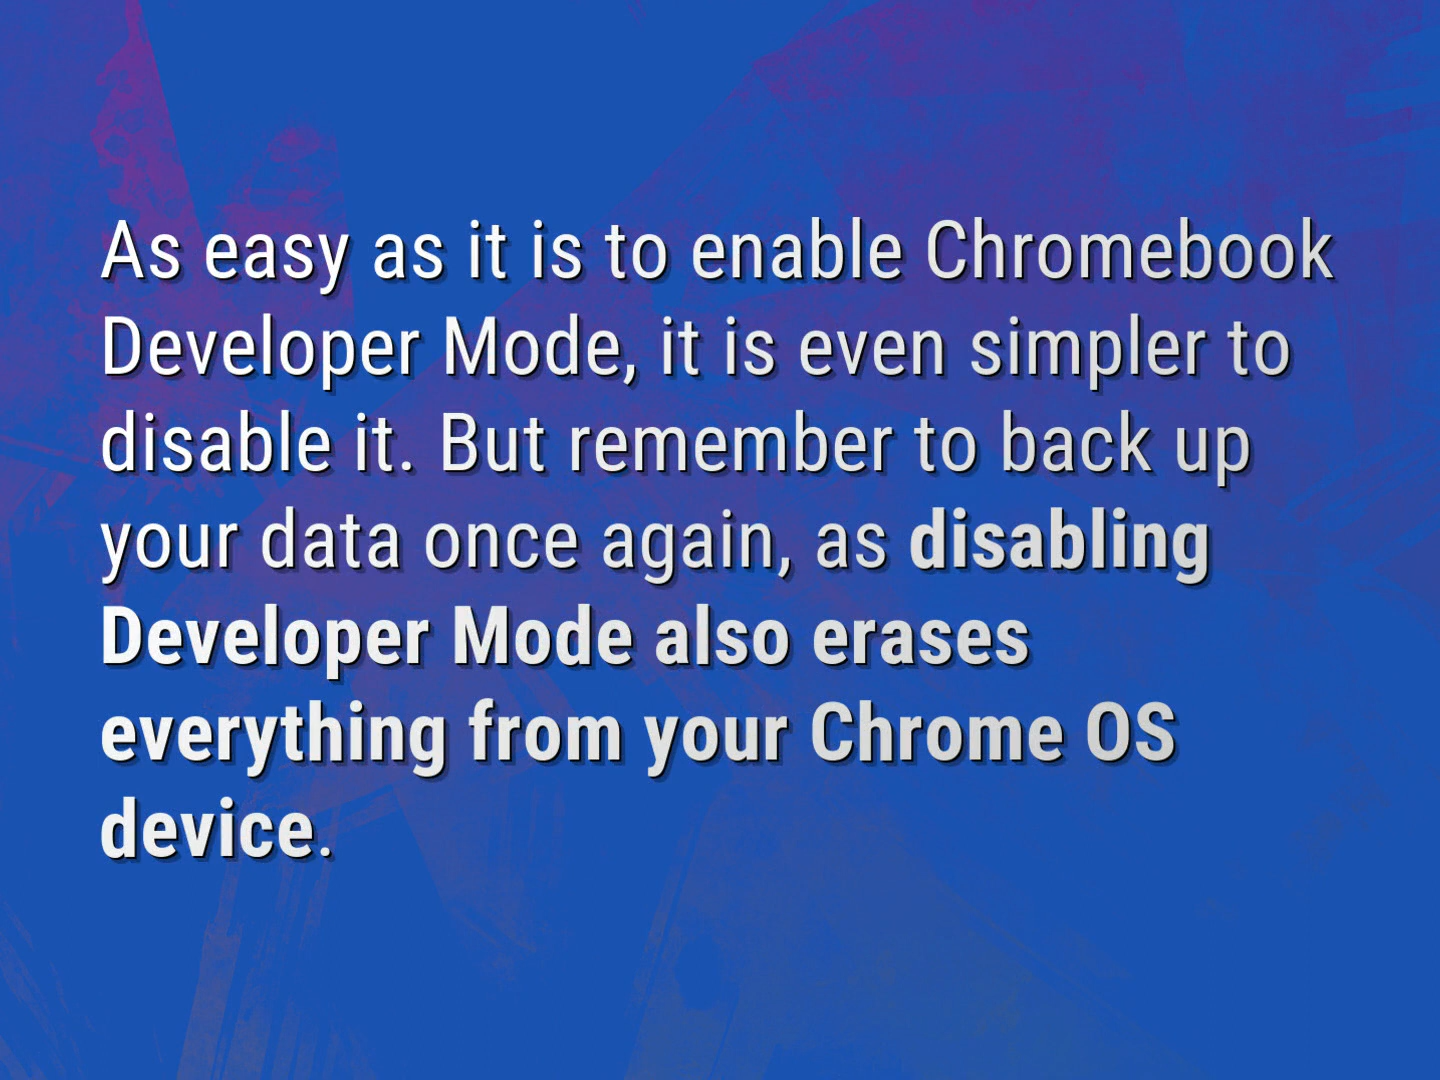 As easy as it is to enable Chromebook
Developer Mode, it is even simpler to
disable it. But remember to back up
your data once again, as disabling
Developer Mode also erases
everything from your Chrome OS
device.